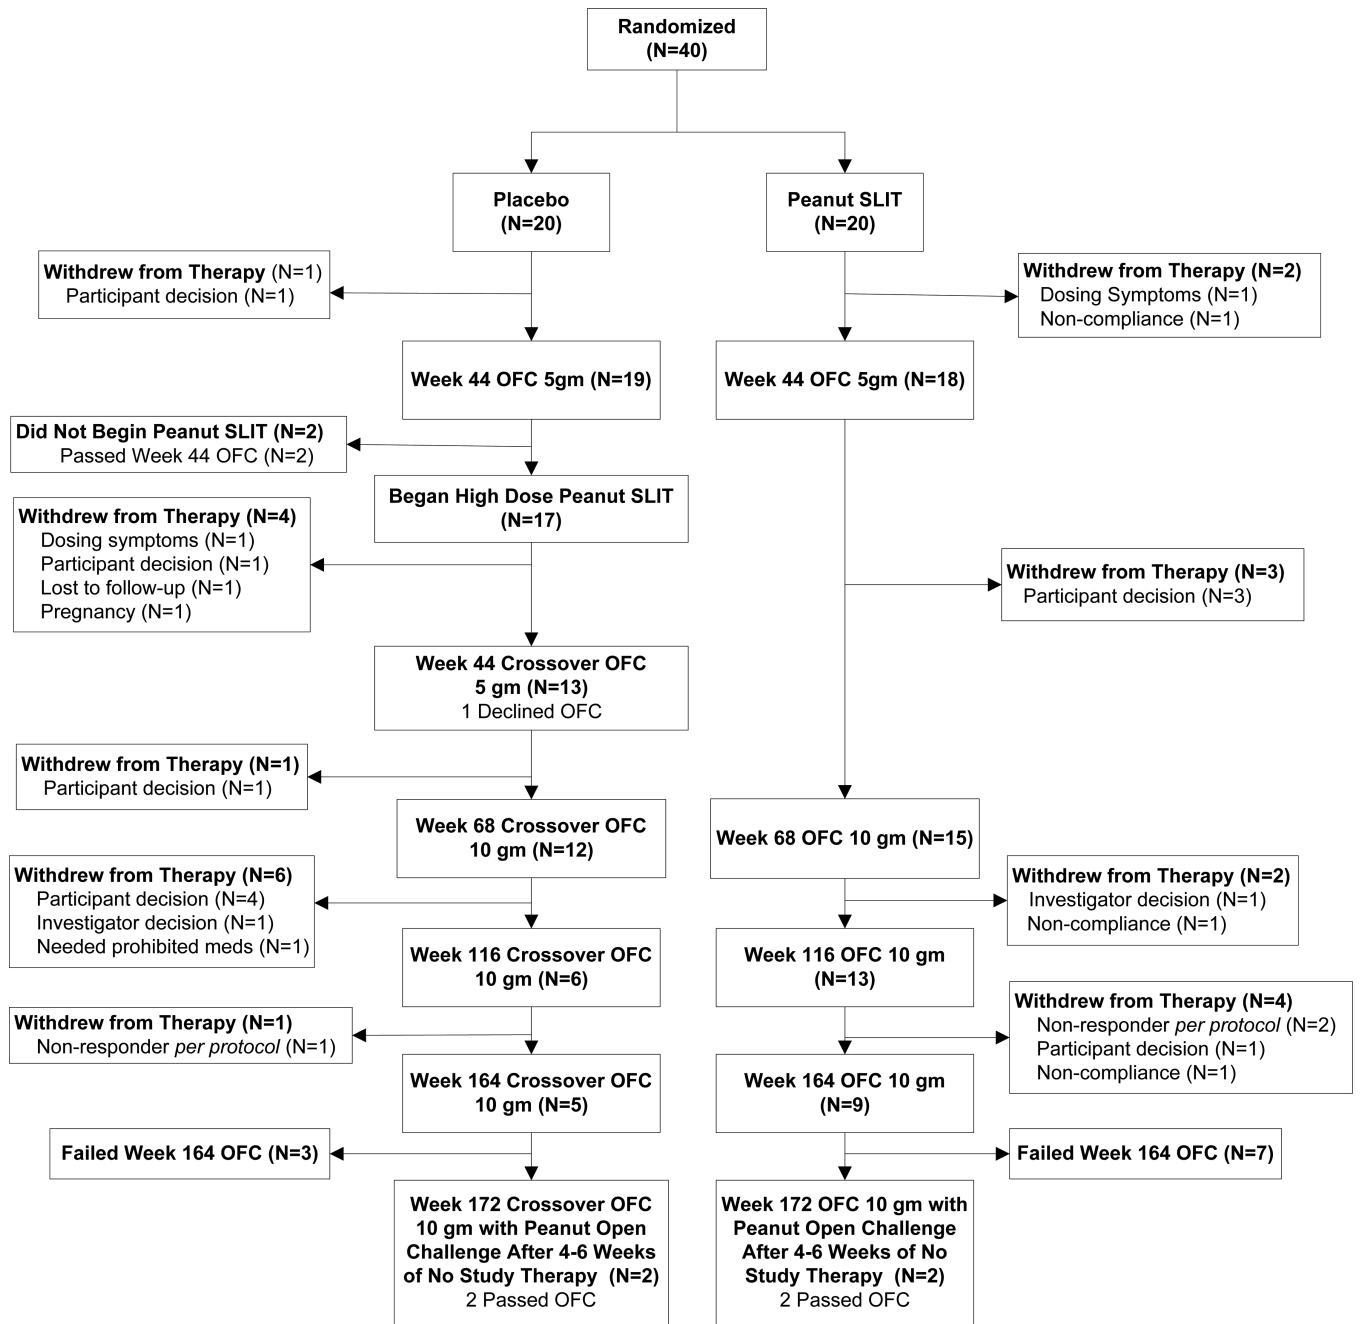 Randomized
(N=40)
Placebo
(N=20)
Peanut SLIT
(N=20)
Withdrew from Therapy (N=1)
Participant decision (N=1)
Withdrew from Therapy (N=2)
Dosing Symptoms (N=1)
Non-compliance (N=1)
Week 44 OFC 5gm (N=19)
Week 44 OFC 5gm (N=18)
Did Not Begin Peanut SLIT (N=2)
Passed Week 44 OFC (N=2)
Began High Dose Peanut SLIT
(N=17)
Withdrew from Therapy (N=4)
Dosing symptoms (N=1)
Participant decision (N=1)
Lost to follow-up (N=1)
Pregnancy (N=1)
Withdrew from Therapy (N=3)
Participant decision (N=3)
Week 44 Crossover OFC
5 gm (N=13)
1 Declined OFC
Withdrew from Therapy (N=1)
Participant decision (N=1)
Week 68 Crossover OFC
10 gm (N=12)
Week 68 OFC 10 gm (N=15)
Withdrew from Therapy (N=6)
Participant decision (N=4)
Investigator decision (N=1)
Needed prohibited meds (N=1)
Withdrew from Therapy (N=2)
Investigator decision (N=1)
Non-compliance (N=1)
Week 116 Crossover OFC
10 gm (N=6)
Week 116 OFC 10 gm
(N=13)
Withdrew from Therapy (N=1)
Non-responder per protocol (N=1)
Withdrew from Therapy (N=4)
Non-responder per protocol (N=2)
Participant decision (N=1)
Non-compliance (N=1)
Week 164 Crossover OFC
10 gm (N=5)
Week 164 OFC 10 gm
(N=9)
Failed Week 164 OFC (N=3)
Failed Week 164 OFC (N=7)
Week 172 Crossover OFC
10 gm with Peanut Open
Challenge After 4-6 Weeks
of No Study Therapy (N=2)
2 Passed OFC
Week 172 OFC 10 gm with
Peanut Open Challenge
After 4-6 Weeks of No
Study Therapy (N=2)
2 Passed OFC